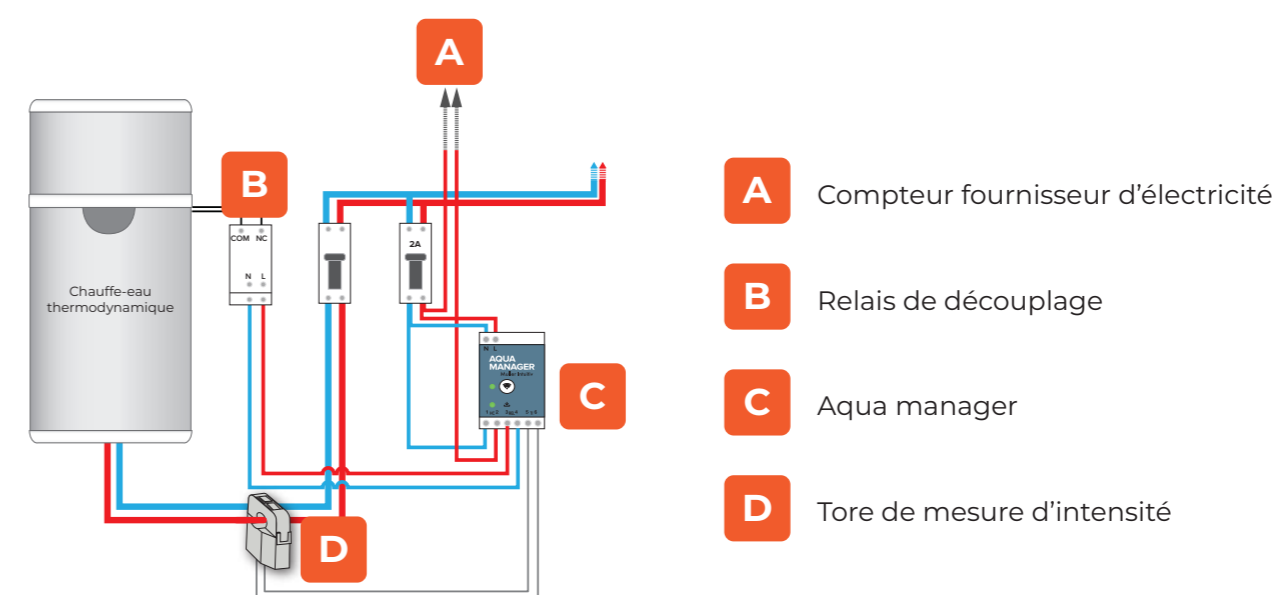 A
B
COM NC
N L
2A
Chauffe-eau
thermodynamique
N L
AQUA
MANAGER
C
D
A
Compteur fournisseur d’électricité
B
Relais de découplage
C
Aqua manager
D
Tore de mesure d’intensité